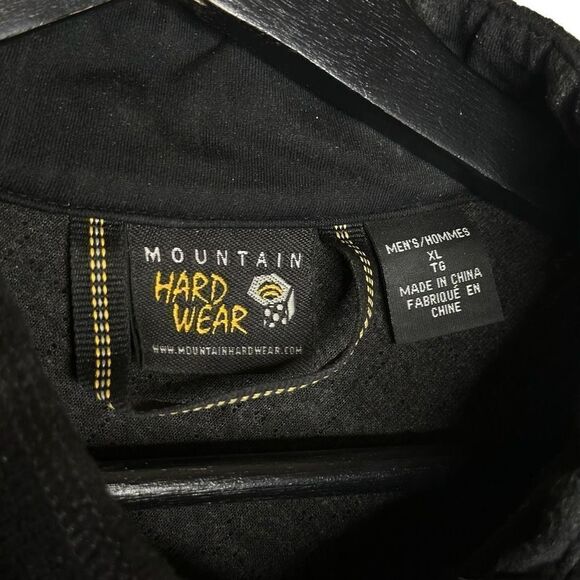 MOUNTAIN
HARD
WEAR
WWW.MOUNTAINHARDWEAR.COM
MEN'S/HOMMES
XL
TG
MADE IN CHINA
FABRIQUÉ EN
CHINE